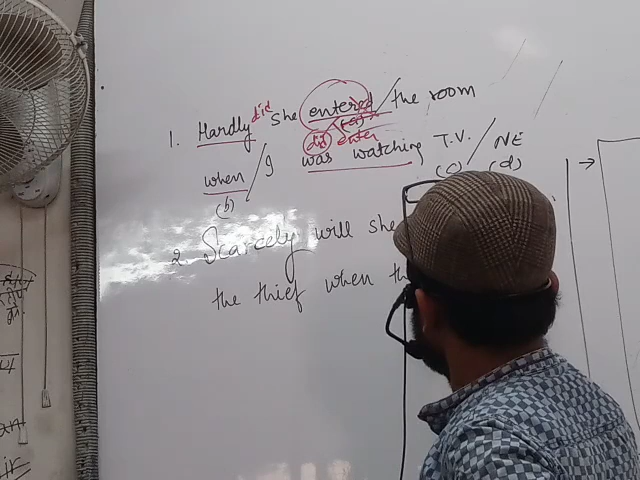 1. Hardly did she entered / the room
(a)
did enter
when / I was watching T.V. / NE
(b) (c) (d)
2. Scarcely will she
the thief when th